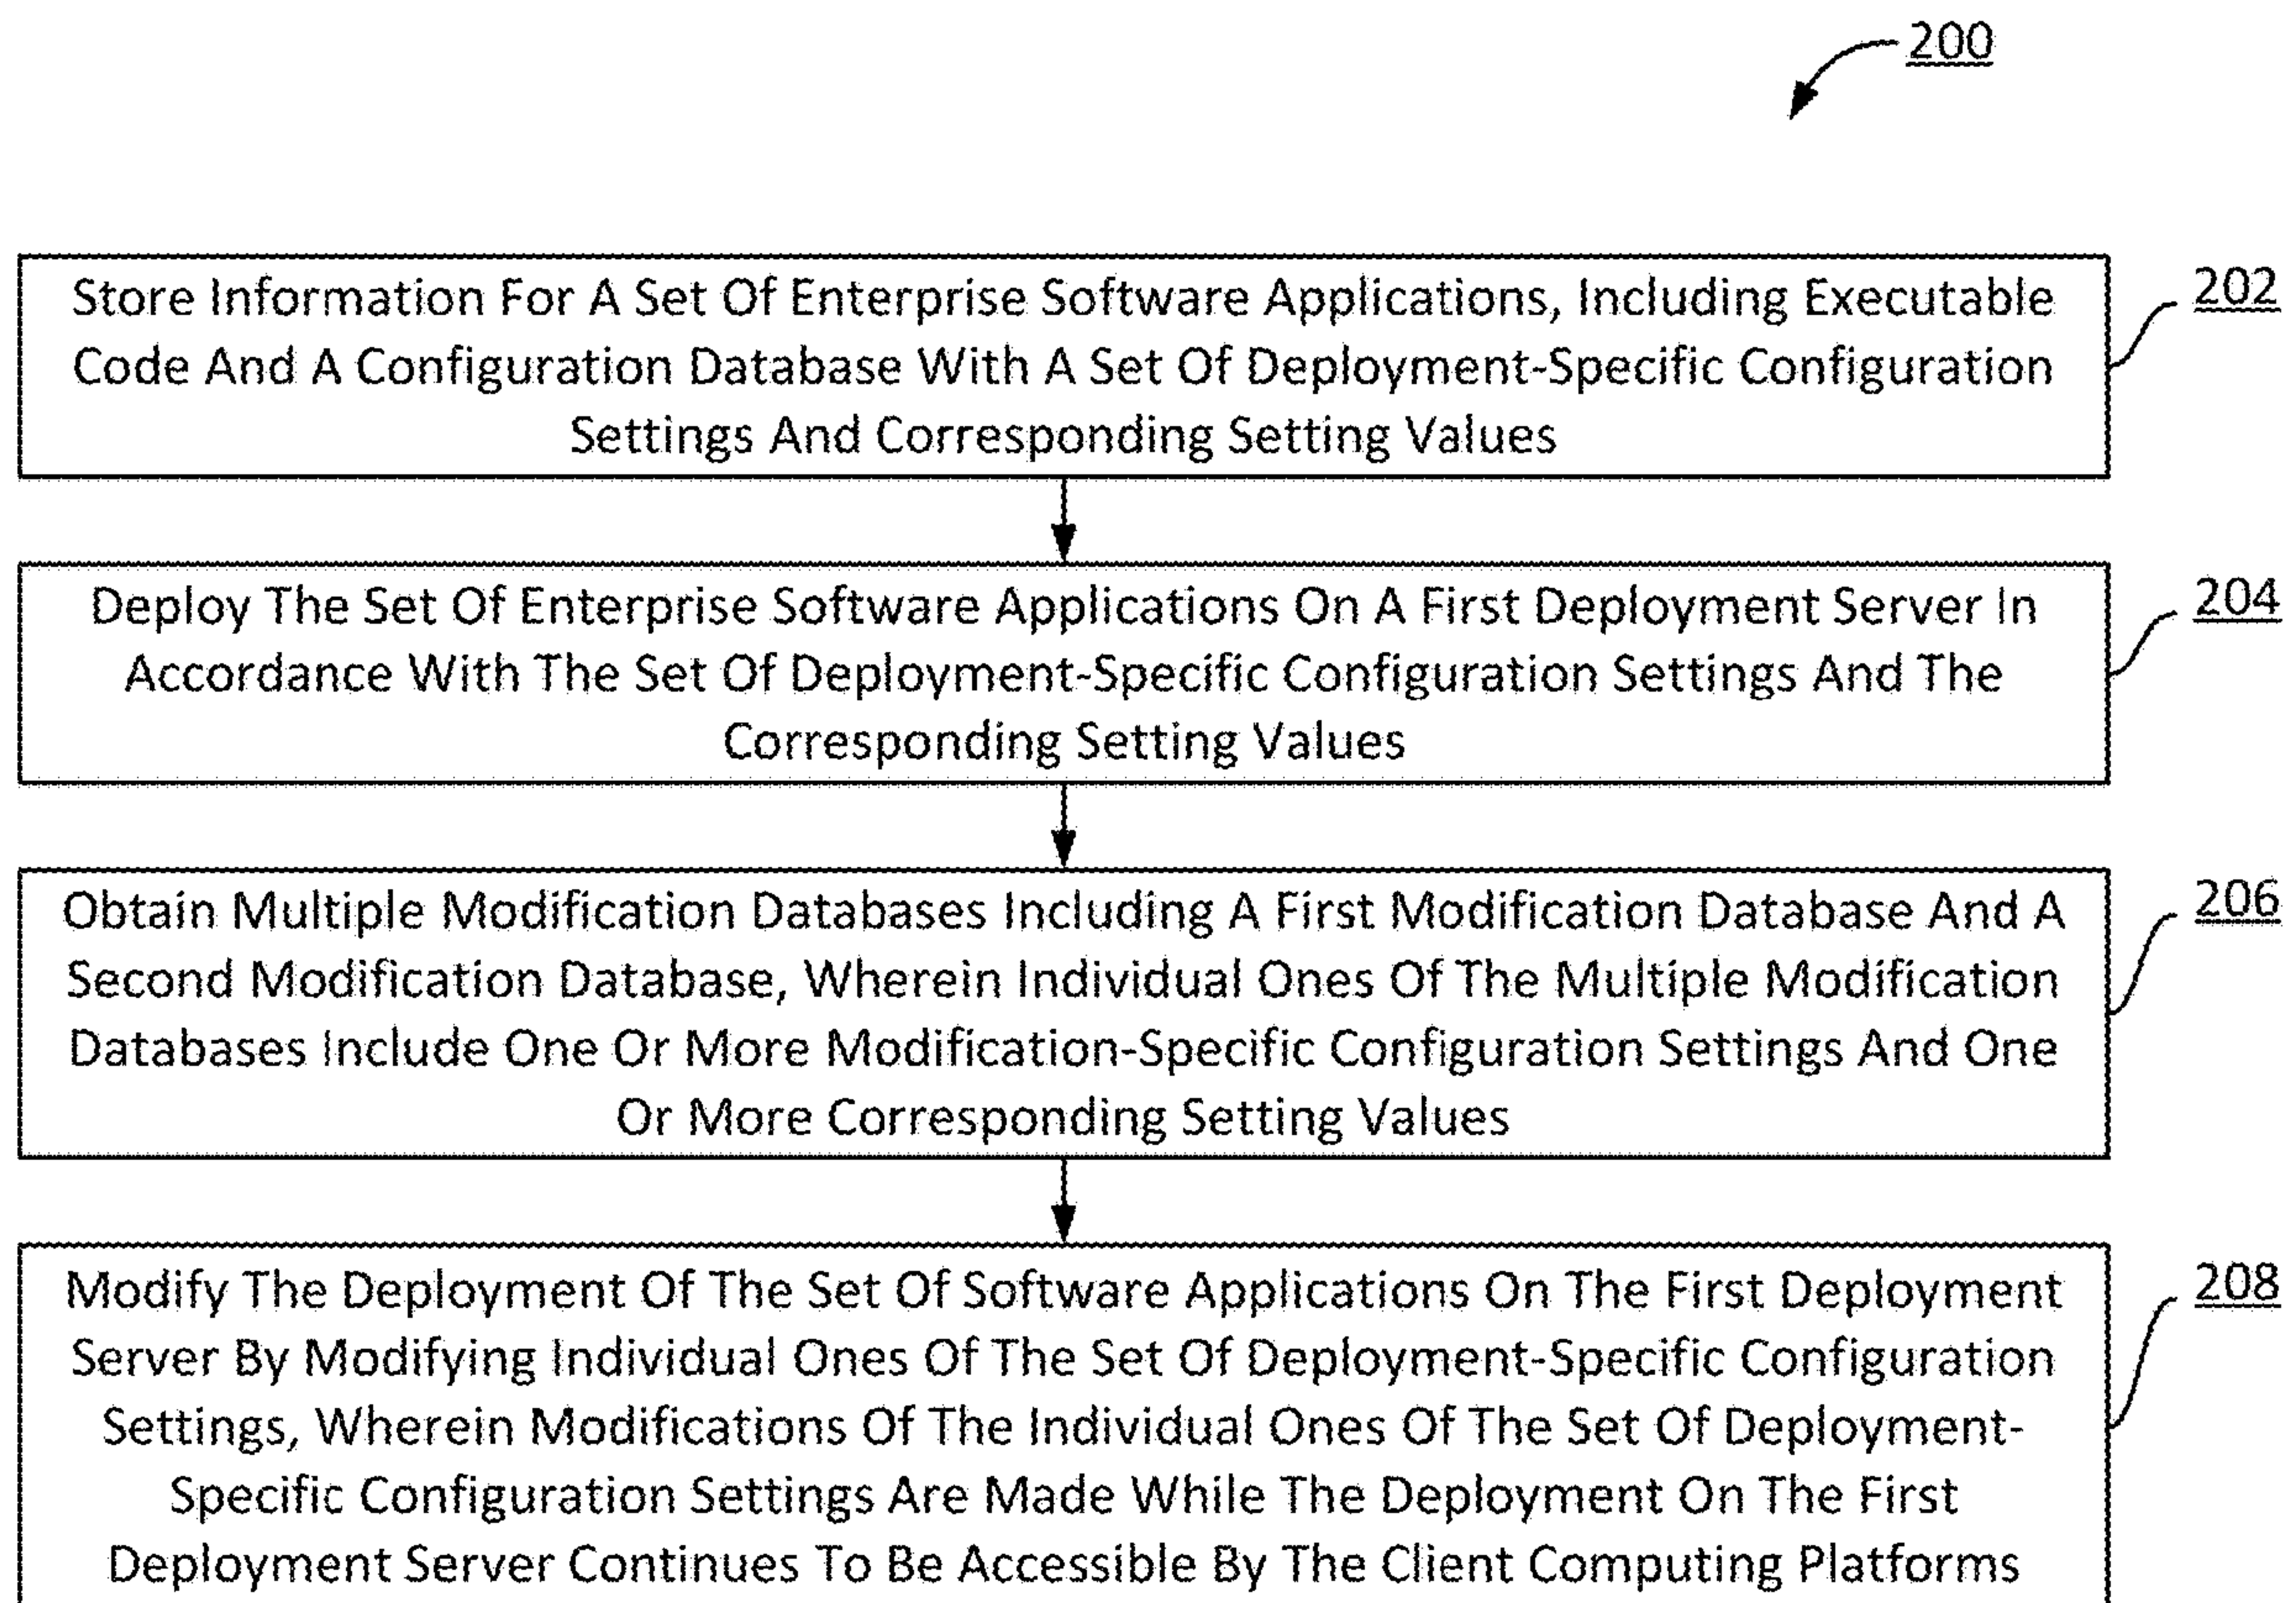 200
Store Information For A Set Of Enterprise Software Applications, Including Executable
Code And A Configuration Database With A Set Of Deployment-Specific Configuration
Settings And Corresponding Setting Values
202
Deploy The Set Of Enterprise Software Applications On A First Deployment Server In
Accordance With The Set Of Deployment-Specific Configuration Settings And The
Corresponding Setting Values
204
Obtain Multiple Modification Databases Including A First Modification Database And A
Second Modification Database, Wherein Individual Ones Of The Multiple Modification
Databases Include One Or More Modification-Specific Configuration Settings And One
Or More Corresponding Setting Values
206
Modify The Deployment Of The Set Of Software Applications On The First Deployment
Server By Modifying Individual Ones Of The Set Of Deployment-Specific Configuration
Settings, Wherein Modifications Of The Individual Ones Of The Set Of Deployment-
Specific Configuration Settings Are Made While The Deployment On The First
Deployment Server Continues To Be Accessible By The Client Computing Platforms
208